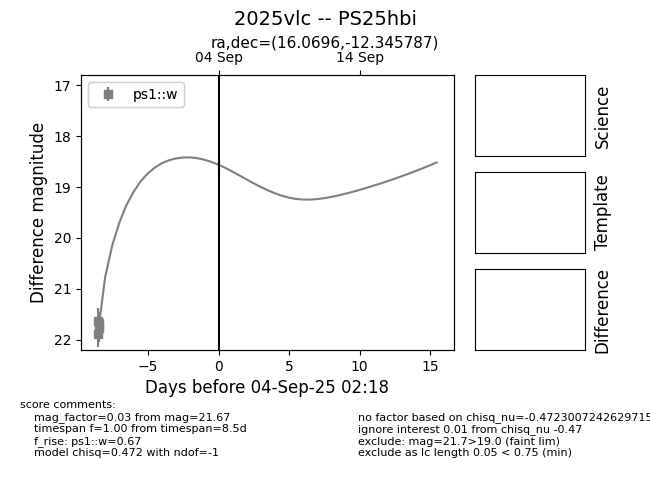 2025vlc -- PS25hbi
ra,dec=(16.0696,-12.345787)
04 Sep
14 Sep
ps1::w
17
18
19
20
21
22
Difference magnitude
−5
0
5
10
15
Days before 04-Sep-25 02:18
Science
Template
Difference
score comments:
mag_factor=0.03 from mag=21.67
timespan f=1.00 from timespan=8.5d
f_rise: ps1::w=0.67
model chisq=0.472 with ndof=-1
no factor based on chisq_nu=-0.4723007242629715
ignore interest 0.01 from chisq_nu -0.47
exclude: mag=21.7>19.0 (faint lim)
exclude as lc length 0.05 < 0.75 (min)